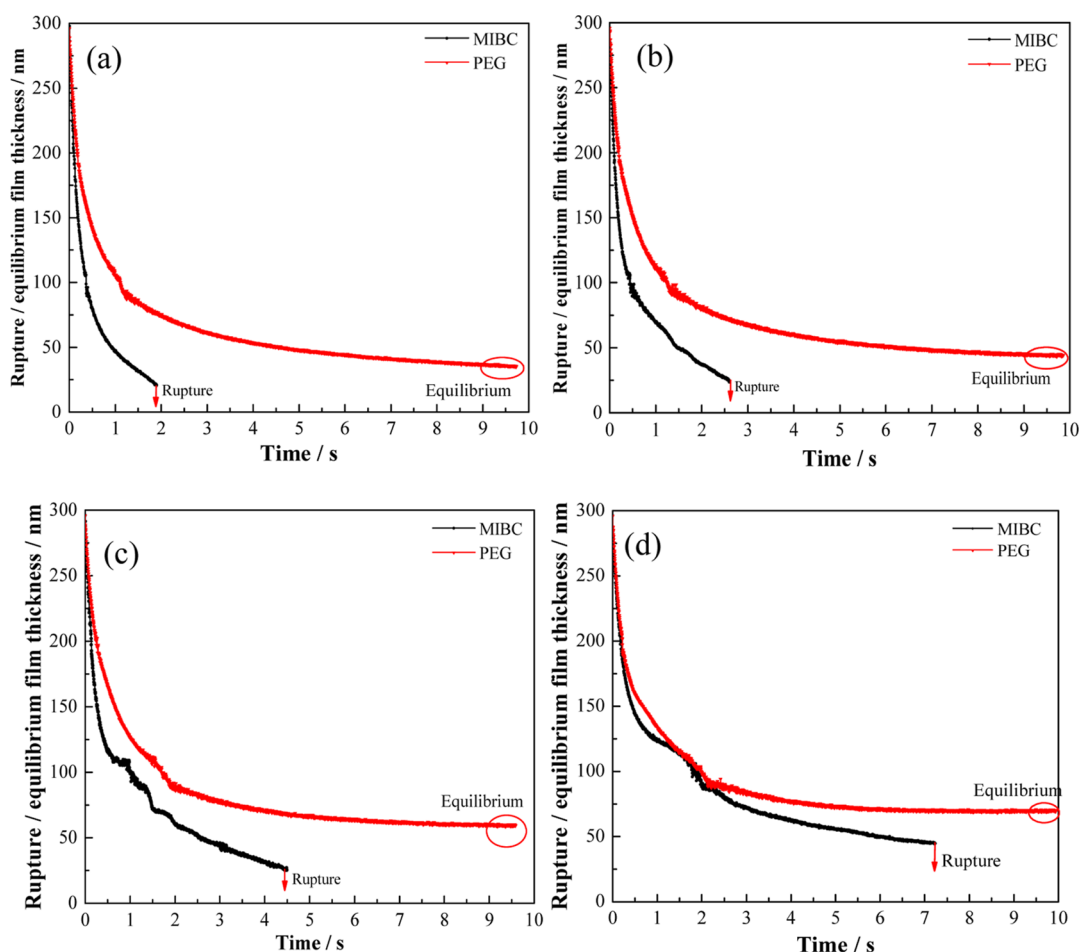 Rupture / equilibrium film thickness / nm
300
250
200
150
100
50
0
(a)
MIBC
PEG
Rupture
Equilibrium
0 1 2 3 4 5 6 7 8 9 10
Time / s
Rupture / equilibrium film thickness / nm
300
250
200
150
100
50
0
(b)
MIBC
PEG
Rupture
Equilibrium
0 1 2 3 4 5 6 7 8 9 10
Time / s
Rupture / equilibrium film thickness / nm
300
250
200
150
100
50
0
(c)
MIBC
PEG
Equilibrium
Rupture
0 1 2 3 4 5 6 7 8 9 10
Time / s
Rupture / equilibrium film thickness / nm
300
250
200
150
100
50
0
(d)
MIBC
PEG
Equilibrium
Rupture
0 1 2 3 4 5 6 7 8 9 10
Time / s